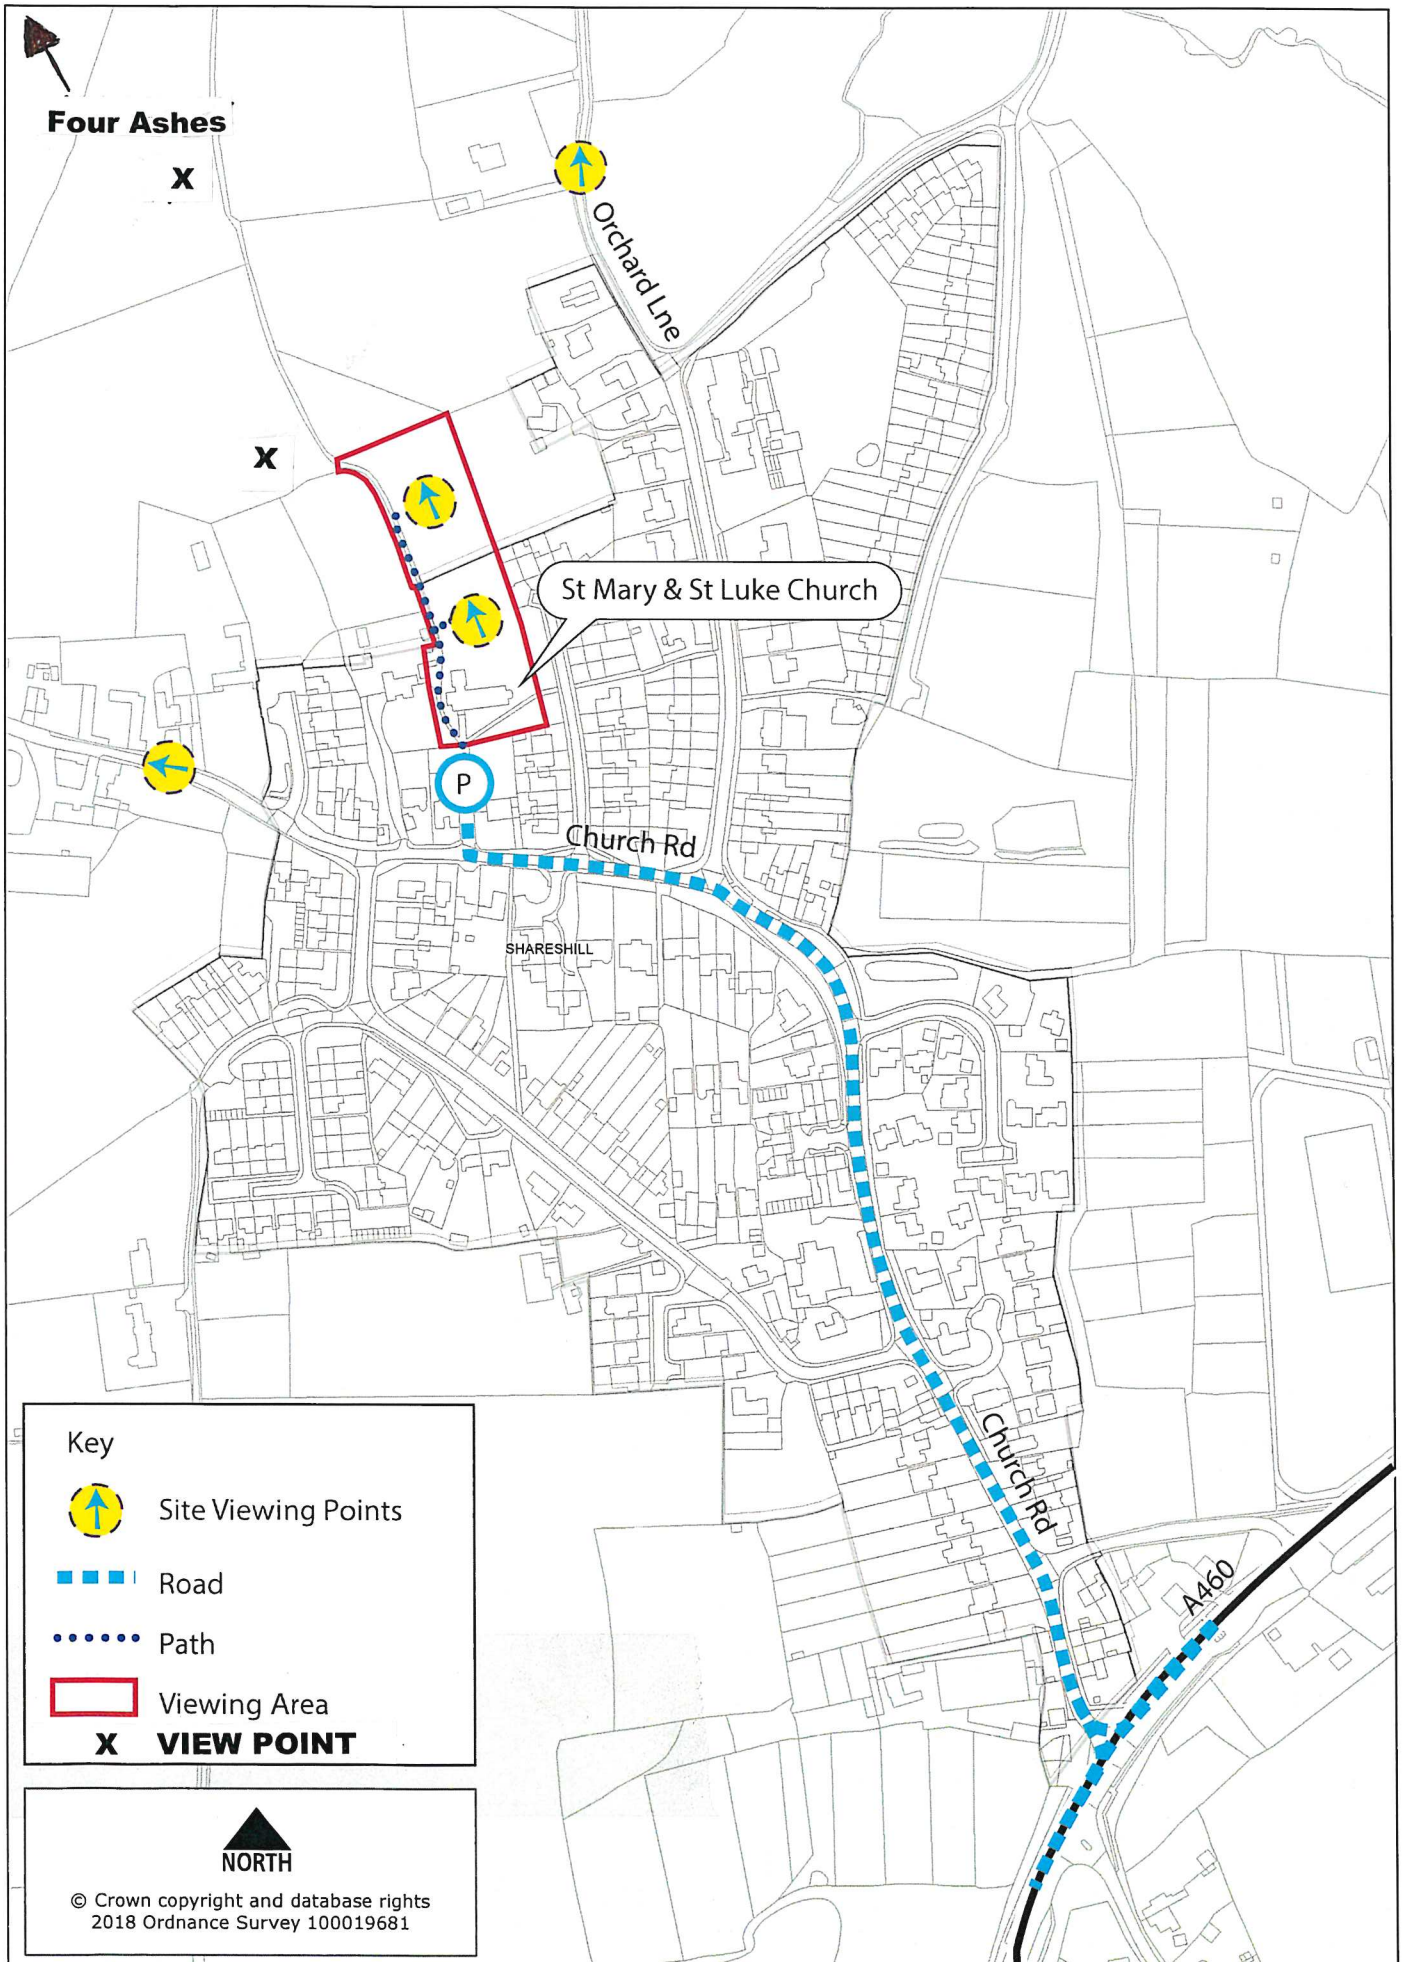 Four Ashes
X
Orchard Lne
X
St Mary & St Luke Church
P
Church Rd
SHARESHILL
Church Rd
A460
Key
Site Viewing Points
Road
Path
Viewing Area
X VIEW POINT
NORTH
© Crown copyright and database rights
2018 Ordnance Survey 100019681